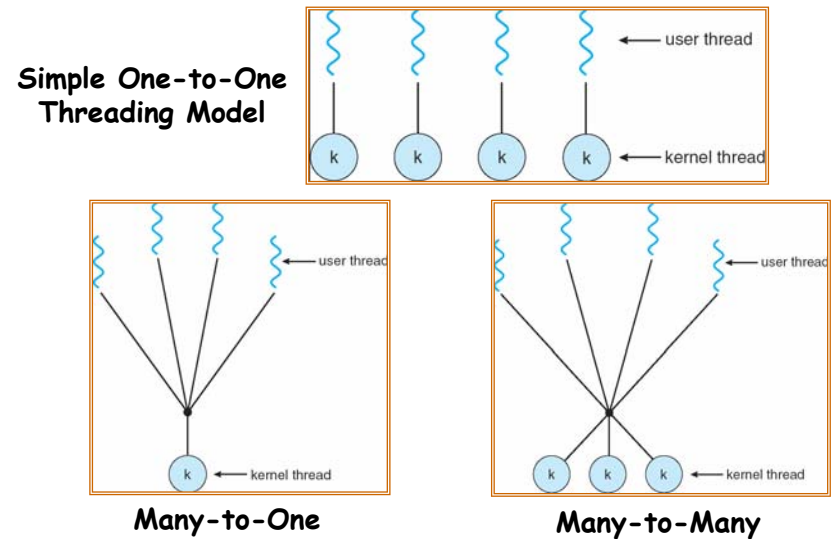 Simple One-to-One
Threading Model
user thread
k k k k
kernel thread
user thread
k
kernel thread
Many-to-One
user thread
k k k
kernel thread
Many-to-Many